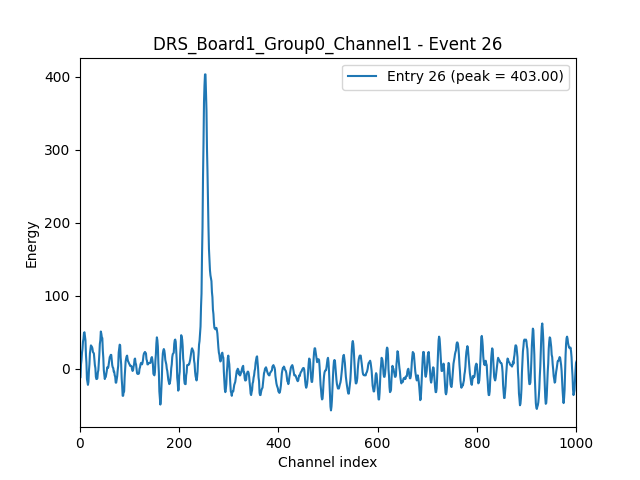 DRS_Board1_Group0_Channel1 - Event 26
Entry 26 (peak = 403.00)
Energy
400
300
200
100
0
0
200
400
600
800
1000
Channel index